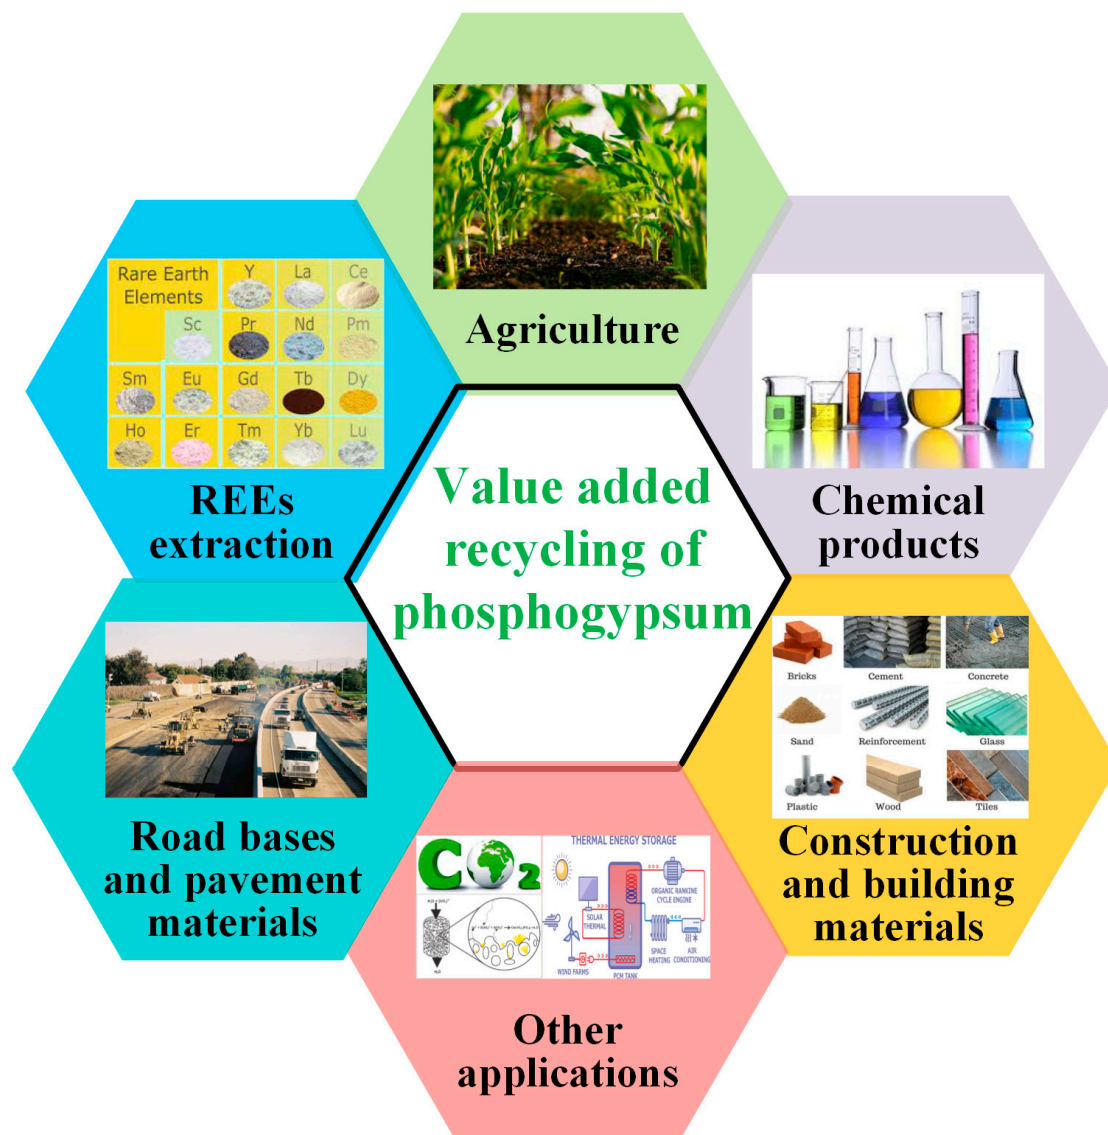 Agriculture
Rare Earth
Elements
Y
La
Ce
Sc
Pr
Nd
Pm
Sm
Eu
Gd
Tb
Dy
Ho
Er
Tm
Yb
Lu
REEs
extraction
Chemical
products
Value added
recycling of
phosphogypsum
Road bases
and pavement
materials
Bricks
Cement
Concrete
Sand
Reinforcement
Glass
Plastic
Wood
Tiles
Construction
and building
materials
CO2
H₂O
THERMAL ENERGY STORAGE
SOLAR
THERMAL
ORGANIC RANKINE
CYCLE ENGINE
WIND FARMS
PCM TANK
SPACE
HEATING
AIR
CONDITIONING
Other
applications